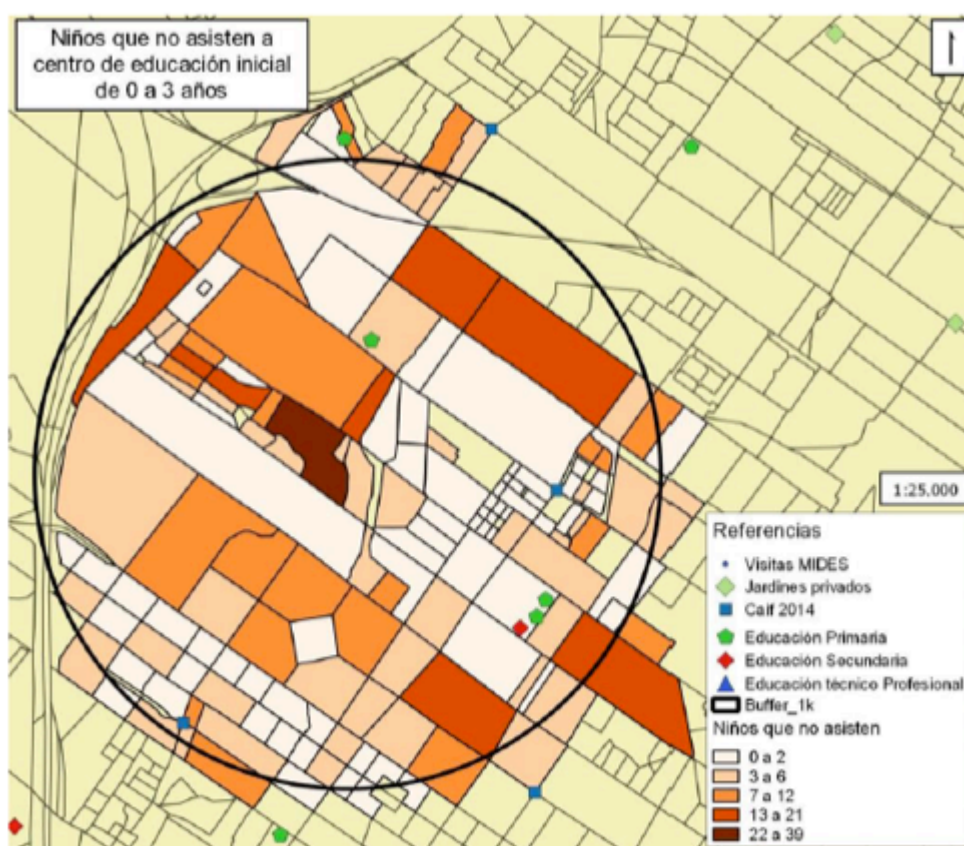 Niños que no asisten a
centro de educación inicial
de 0 a 3 años
1:25.000
Referencias
Visitas MIDES
Jardines privados
Caif 2014
Educación Primaria
Educación Secundaria
Educación técnico Profesional
Buffer_1k
Niños que no asisten
0 a 2
3 a 6
7 a 12
13 a 21
22 a 39